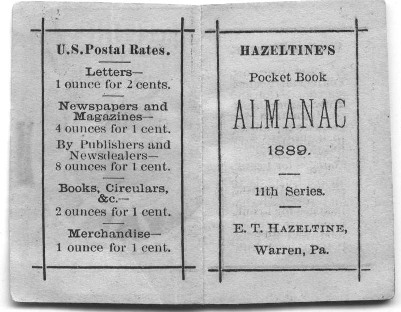 U.S. Postal Rates.
Letters—
1 ounce for 2 cents.
Newspapers and
Magazines—
4 ounces for 1 cent.
By Publishers and
Newsdealers—
8 ounces for 1 cent.
Books, Circulars,
&c.—
2 ounces for 1 cent.
Merchandise—
1 ounce for 1 cent.
HAZELTINE'S
Pocket Book
ALMANAC
1889.
11th Series.
E. T. HAZELTINE,
Warren, Pa.